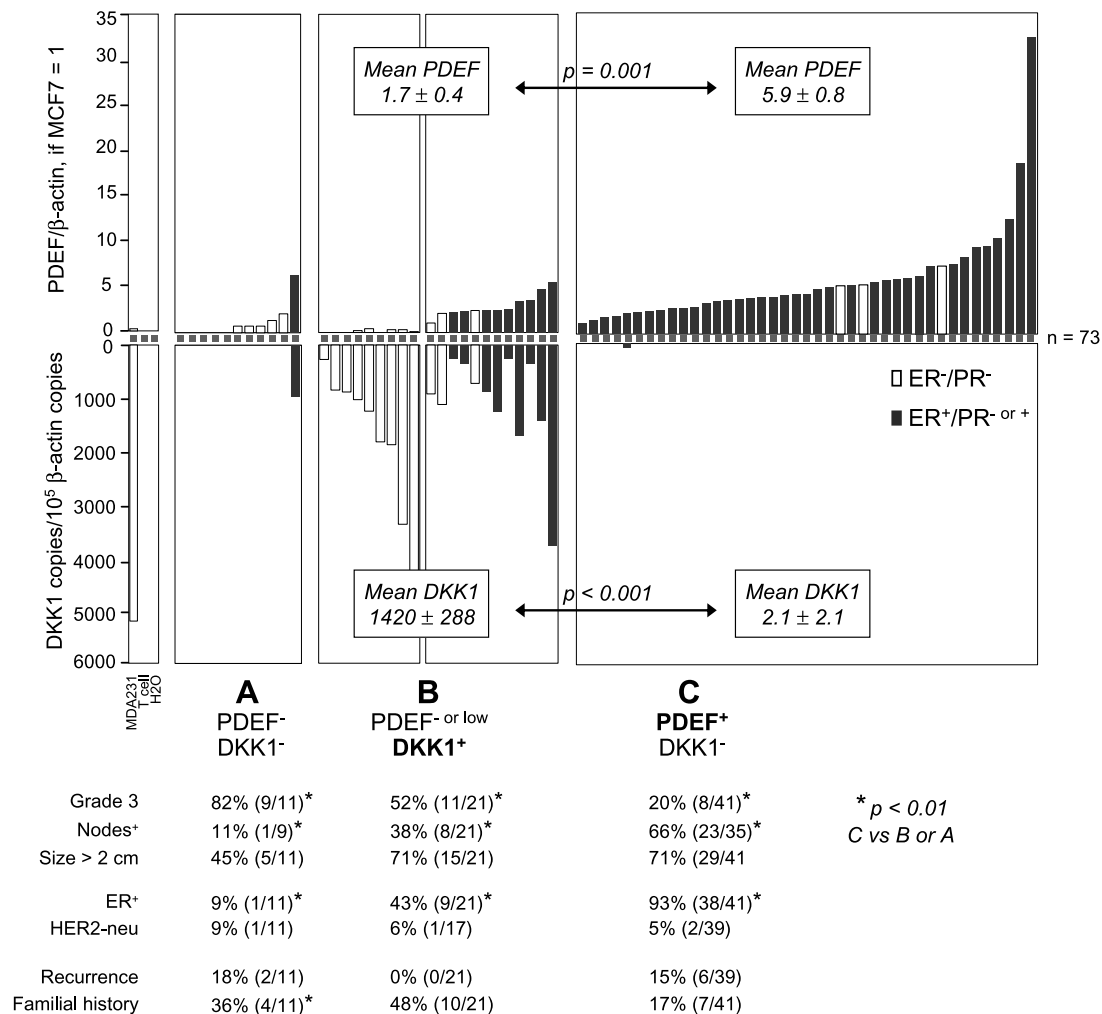 PDEF/β-actin, if MCF7 = 1
35
30
25
20
15
10
5
0
Mean PDEF
1.7 ± 0.4
p = 0.001
Mean PDEF
5.9 ± 0.8
n = 73
DKK1 copies/10⁵ β-actin copies
0
1000
2000
3000
4000
5000
6000
ER⁻/PR⁻
ER⁺/PR⁻ ᵒʳ ⁺
Mean DKK1
1420 ± 288
p < 0.001
Mean DKK1
2.1 ± 2.1
MDA231
T cell
H2O
A
PDEF⁻
DKK1⁻
B
PDEF⁻ ᵒʳ ˡᵒʷ
DKK1⁺
C
PDEF⁺
DKK1⁻
Grade 3 82% (9/11)* 52% (11/21)* 20% (8/41)*
Nodes⁺ 11% (1/9)* 38% (8/21)* 66% (23/35)*
Size > 2 cm 45% (5/11) 71% (15/21) 71% (29/41
* p < 0.01
C vs B or A
ER⁺ 9% (1/11)* 43% (9/21)* 93% (38/41)*
HER2-neu 9% (1/11) 6% (1/17) 5% (2/39)
Recurrence 18% (2/11) 0% (0/21) 15% (6/39)
Familial history 36% (4/11)* 48% (10/21) 17% (7/41)